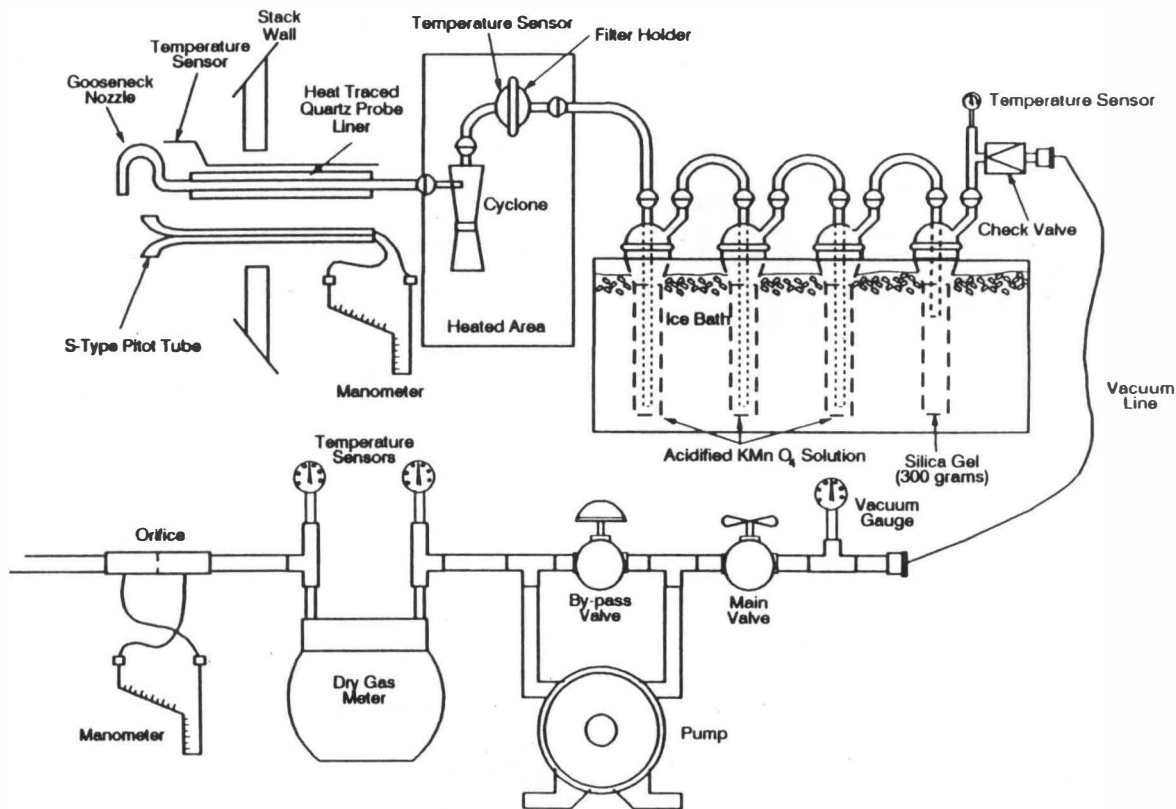 Stack
Wall
Temperature
Sensor
Gooseneck
Nozzle
Heat Traced
Quartz Probe
Liner
Temperature Sensor
Filter Holder
Temperature Sensor
Cyclone
Check Valve
S-Type Pitot Tube
Manometer
Heated Area
Ice Bath
Vacuum
Line
Acidified KMn O4 Solution
Silica Gel
(300 grams)
Temperature
Sensors
Vacuum
Gauge
Orifice
By-pass
Valve
Main
Valve
Dry Gas
Meter
Manometer
Pump